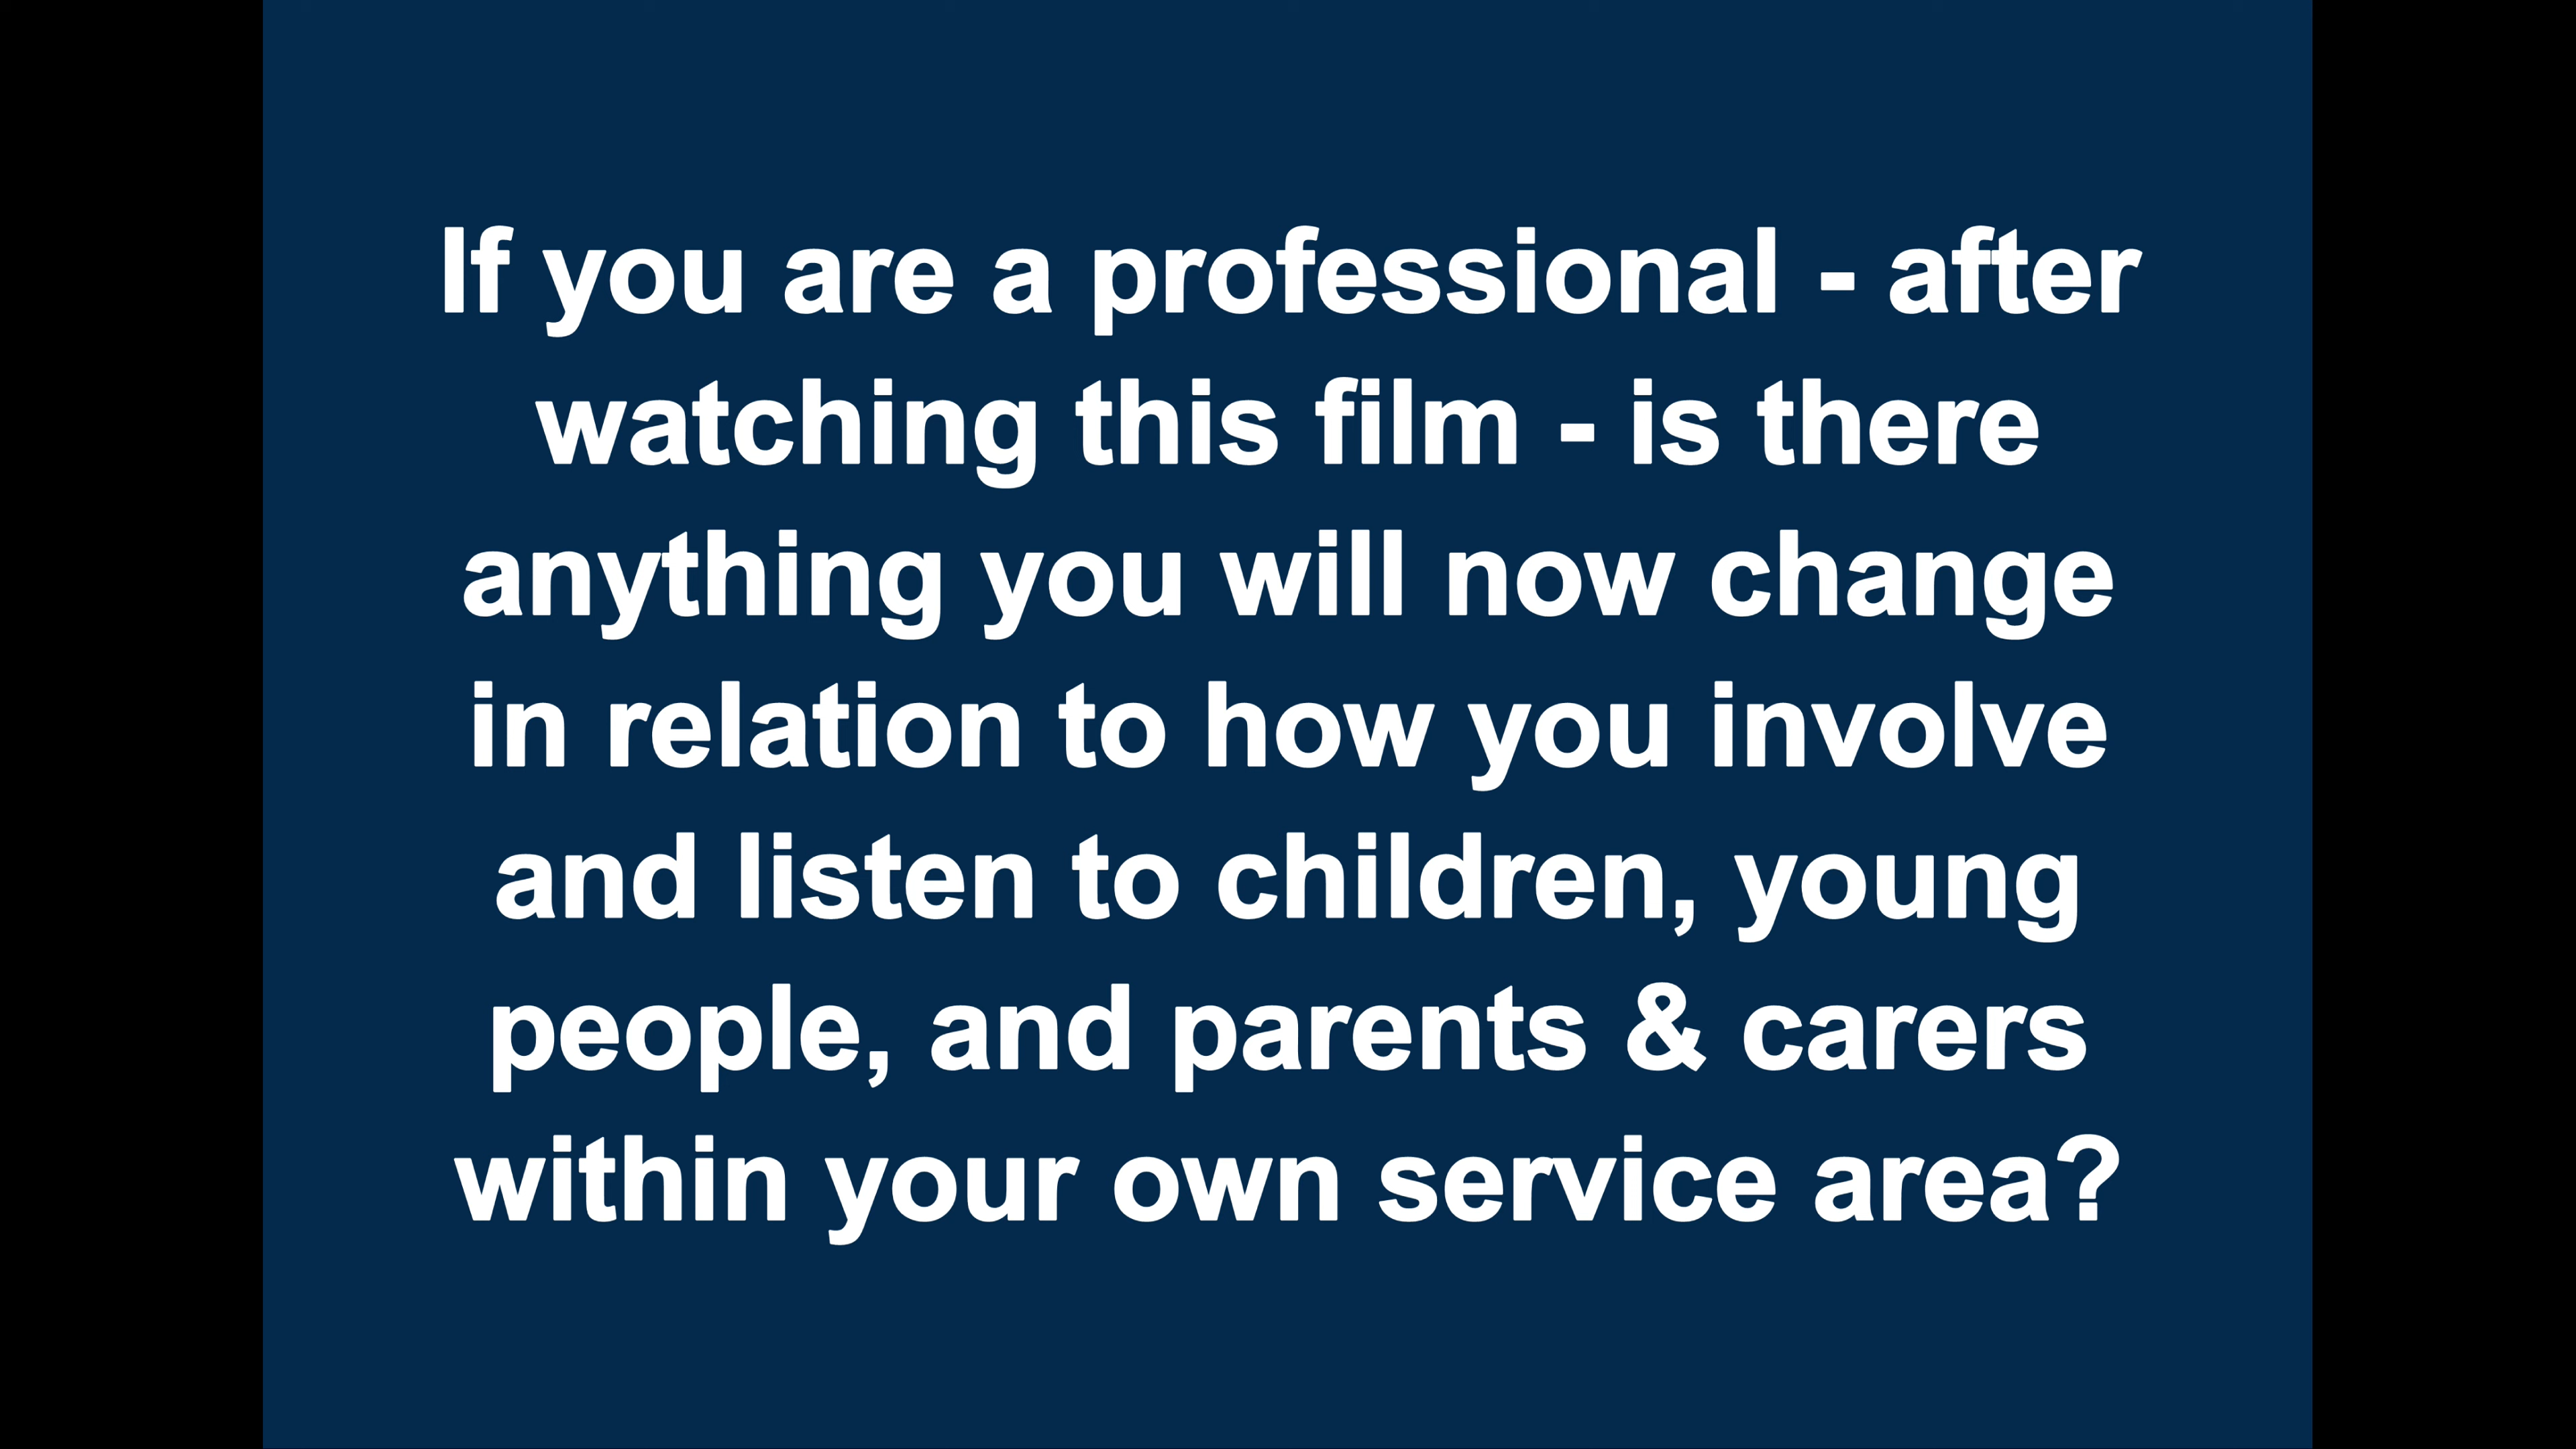 If you are a professional - after
watching this film - is there
anything you will now change
in relation to how you involve
and listen to children, young
people, and parents & carers
within your own service area?